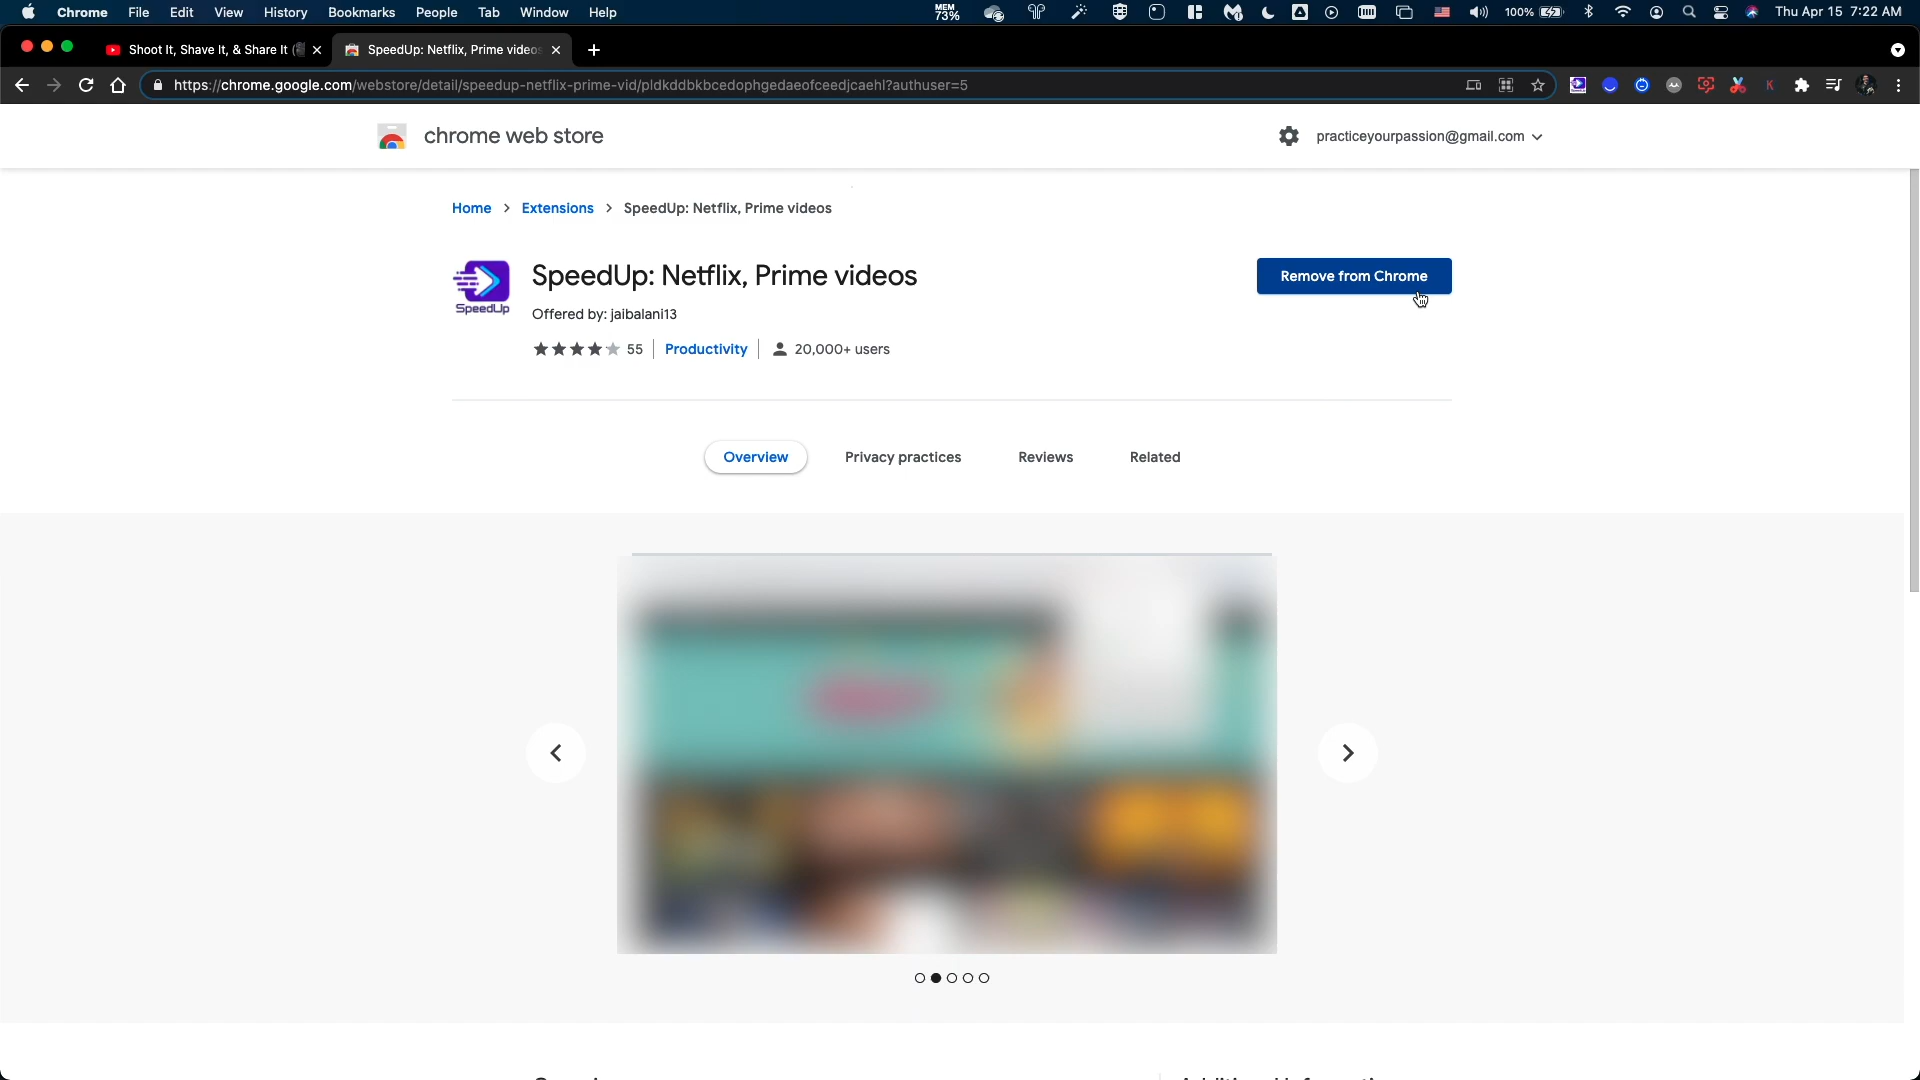 Chrome File Edit View History Bookmarks People Tab Window Help MEM 73% 100% Thu Apr 15 7:22 AM
Shoot It, Shave It, & Share It ( SpeedUp: Netflix, Prime videos
https://chrome.google.com/webstore/detail/speedup-netflix-prime-vid/pldkddbkbcedophgedaeofceedjcaehl?authuser=5 K
chrome web store practiceyourpassion@gmail.com
Home > Extensions > SpeedUp: Netflix, Prime videos
SpeedUp: Netflix, Prime videos Remove from Chrome
SpeedUp
Offered by: jaibalani13
55 Productivity 20,000+ users
Overview Privacy practices Reviews Related